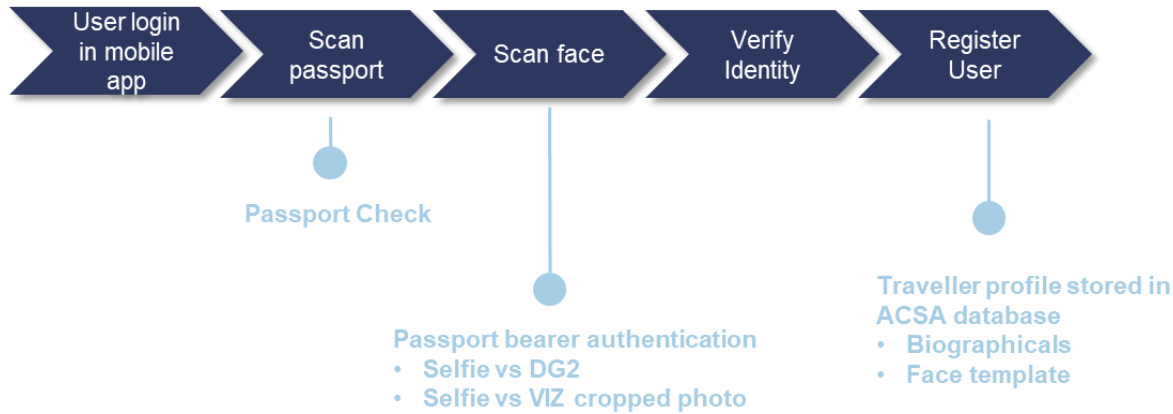 User login
in mobile
app
Scan
passport
Scan face
Verify
Identity
Register
User
Passport Check
Passport bearer authentication
• Selfie vs DG2
• Selfie vs VIZ cropped photo
Traveller profile stored in
ACSA database
• Biographicals
• Face template